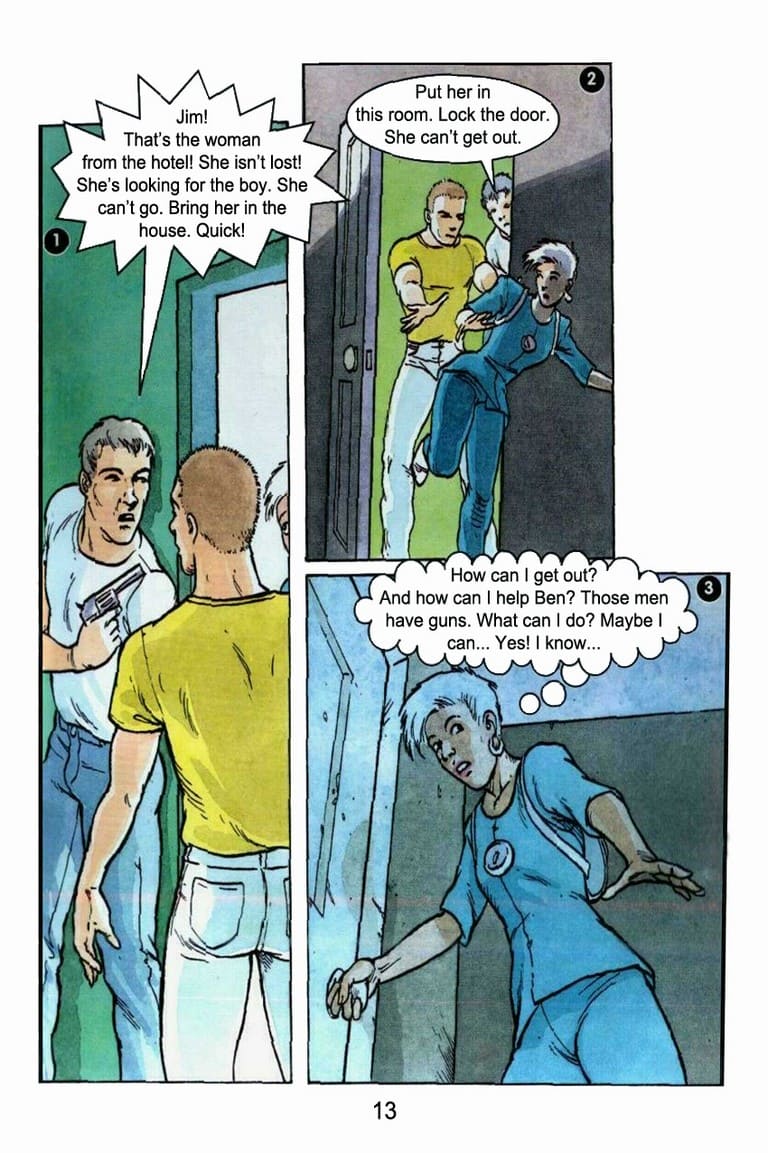 1
Jim!
That's the woman
from the hotel! She isn't lost!
She's looking for the boy. She
can't go. Bring her in the
house. Quick!
2
Put her in
this room. Lock the door.
She can't get out.
3
How can I get out?
And how can I help Ben? Those men
have guns. What can I do? Maybe I
can... Yes! I know...
13